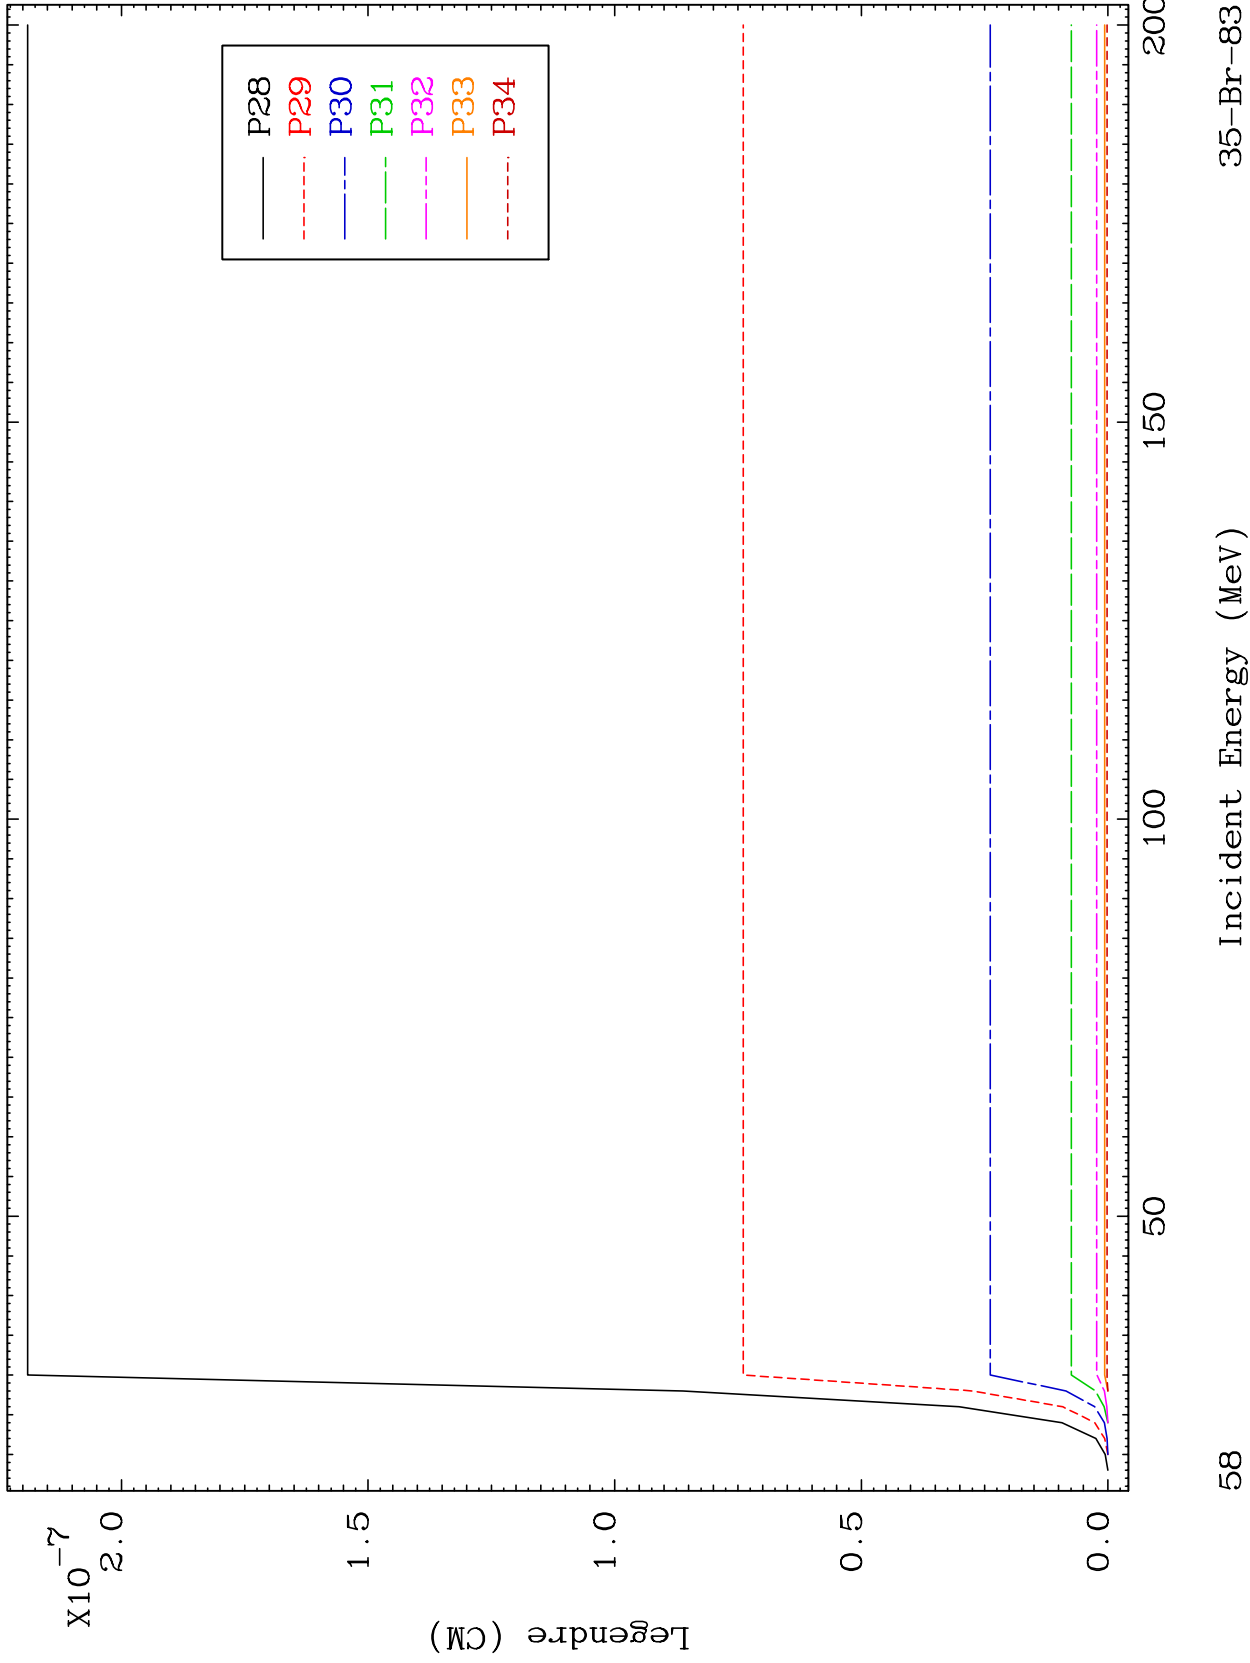 X10-7
2.0
1.5
1.0
0.5
0.0
Legendre (CM)
P28
P29
P30
P31
P32
P33
P34
50
100
150
200
Incident Energy (MeV)
58
35-Br-83